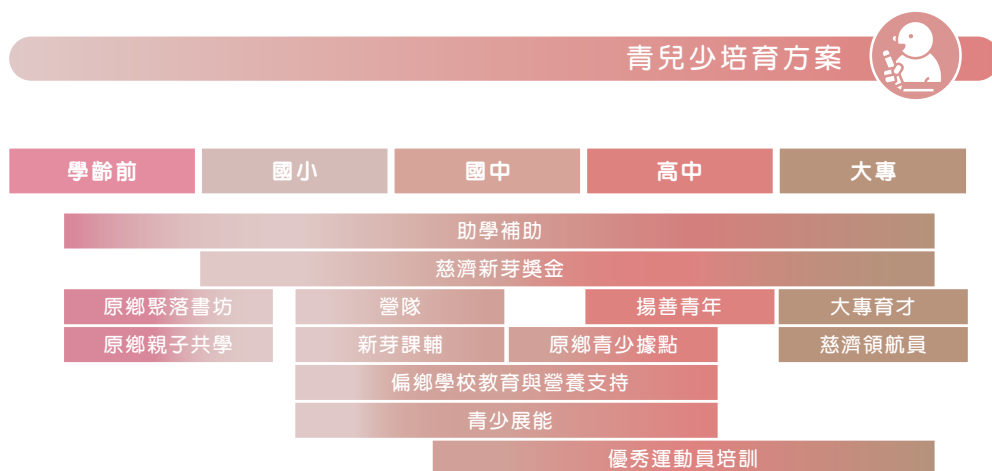 青兒少培育方案
學齡前 國小 國中 高中 大專
助學補助
慈濟新芽獎金
原鄉聚落書坊 營隊 揚善青年 大專育才
原鄉親子共學 新芽課輔 原鄉青少據點 慈濟領航員
偏鄉學校教育與營養支持
青少展能
優秀運動員培訓